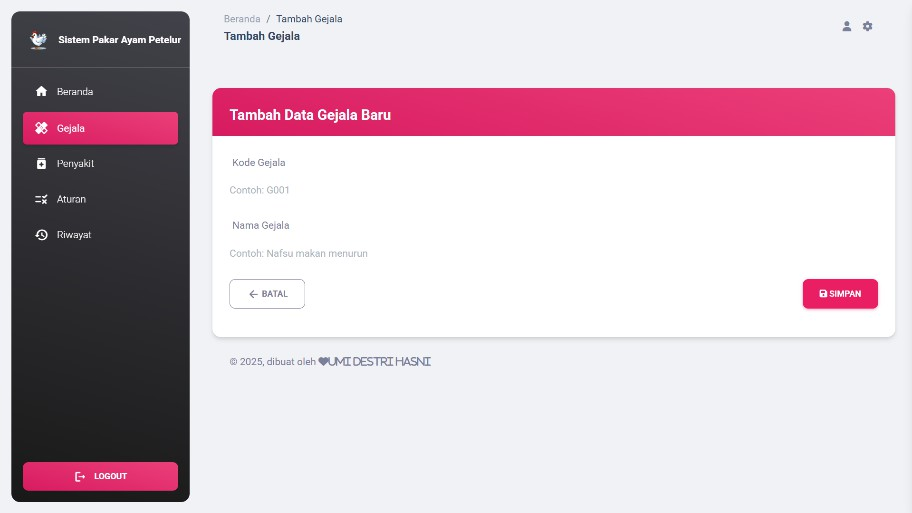 Sistem Pakar Ayam Petelur
Beranda
Gejala
Penyakit
Aturan
Riwayat
LOGOUT
Beranda / Tambah Gejala
Tambah Gejala
Tambah Data Gejala Baru
Kode Gejala
Contoh: G001
Nama Gejala
Contoh: Nafsu makan menurun
BATAL
SIMPAN
© 2025, dibuat oleh UMI DESTRI HASNI